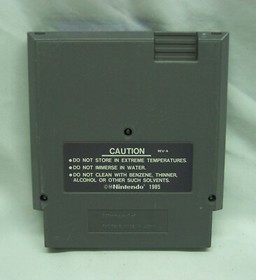 CAUTION REV-A
• DO NOT STORE IN EXTREME TEMPERATURES.
• DO NOT IMMERSE IN WATER.
• DO NOT CLEAN WITH BENZENE, THINNER,
ALCOHOL OR OTHER SUCH SOLVENTS.
©®Nintendo 1985